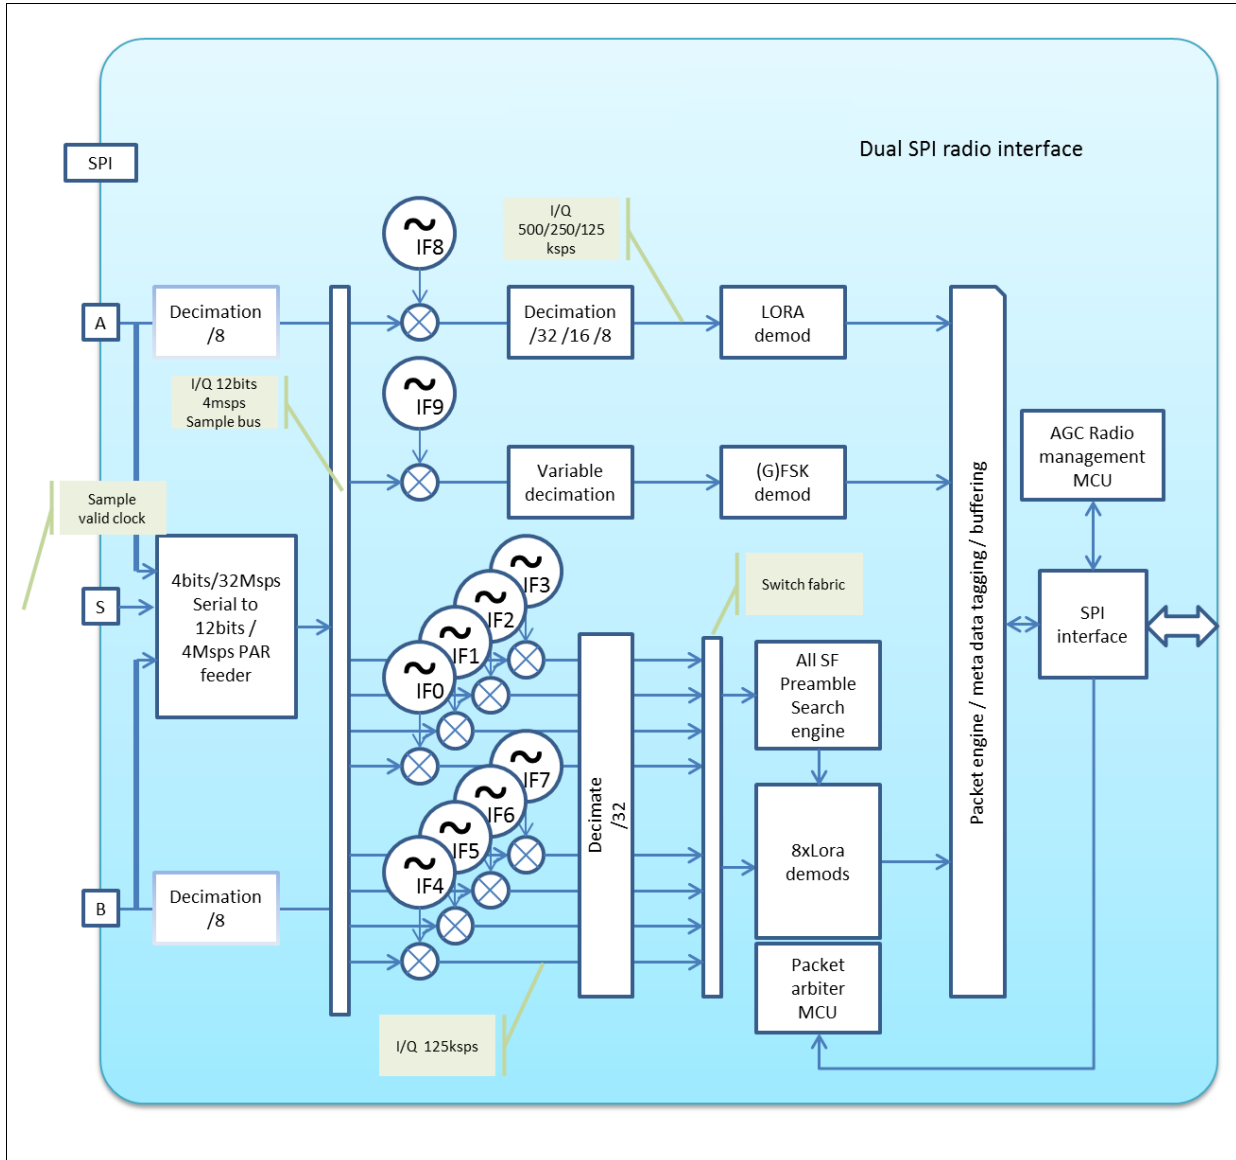 Dual SPI radio interface
SPI
I/Q
500/250/125
ksps
~
IF8
A
Decimation
/8
Decimation
/32 /16 /8
LORA
demod
I/Q 12bits
4msps
Sample bus
~
IF9
Variable
decimation
(G)FSK
demod
AGC Radio
management
MCU
Sample
valid clock
S
4bits/32Msps
Serial to
12bits /
4Msps PAR
feeder
~
IF3
~
IF2
~
IF1
~
IF0
Switch fabric
All SF
Preamble
Search
engine
SPI
interface
Packet engine / meta data tagging / buffering
~
IF7
~
IF6
~
IF5
~
IF4
Decimate
/32
8xLora
demods
B
Decimation
/8
Packet
arbiter
MCU
I/Q 125ksps